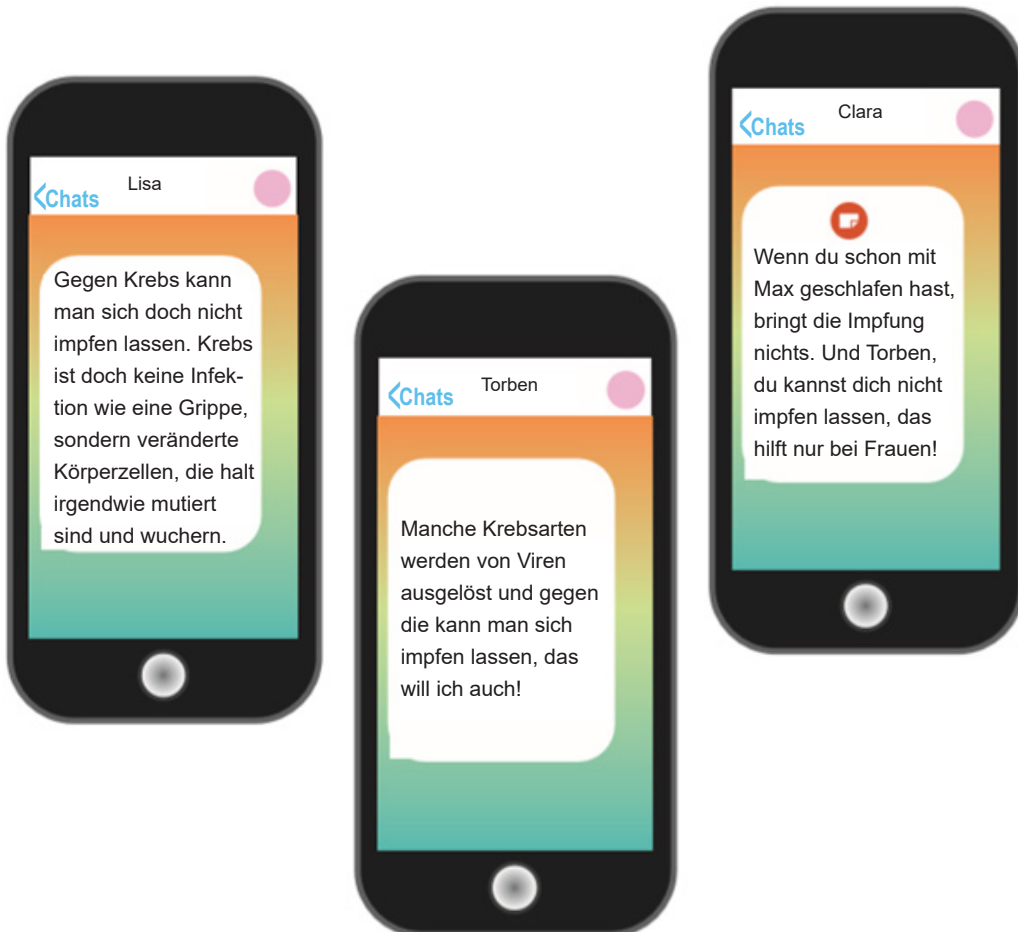 Lisa
Chats
Gegen Krebs kann
man sich doch nicht
impfen lassen. Krebs
ist doch keine Infek-
tion wie eine Grippe,
sondern veränderte
Körperzellen, die halt
irgendwie mutiert
sind und wuchern.
Torben
Chats
Manche Krebsarten
werden von Viren
ausgelöst und gegen
die kann man sich
impfen lassen, das
will ich auch!
Clara
Chats
Wenn du schon mit
Max geschlafen hast,
bringt die Impfung
nichts. Und Torben,
du kannst dich nicht
impfen lassen, das
hilft nur bei Frauen!